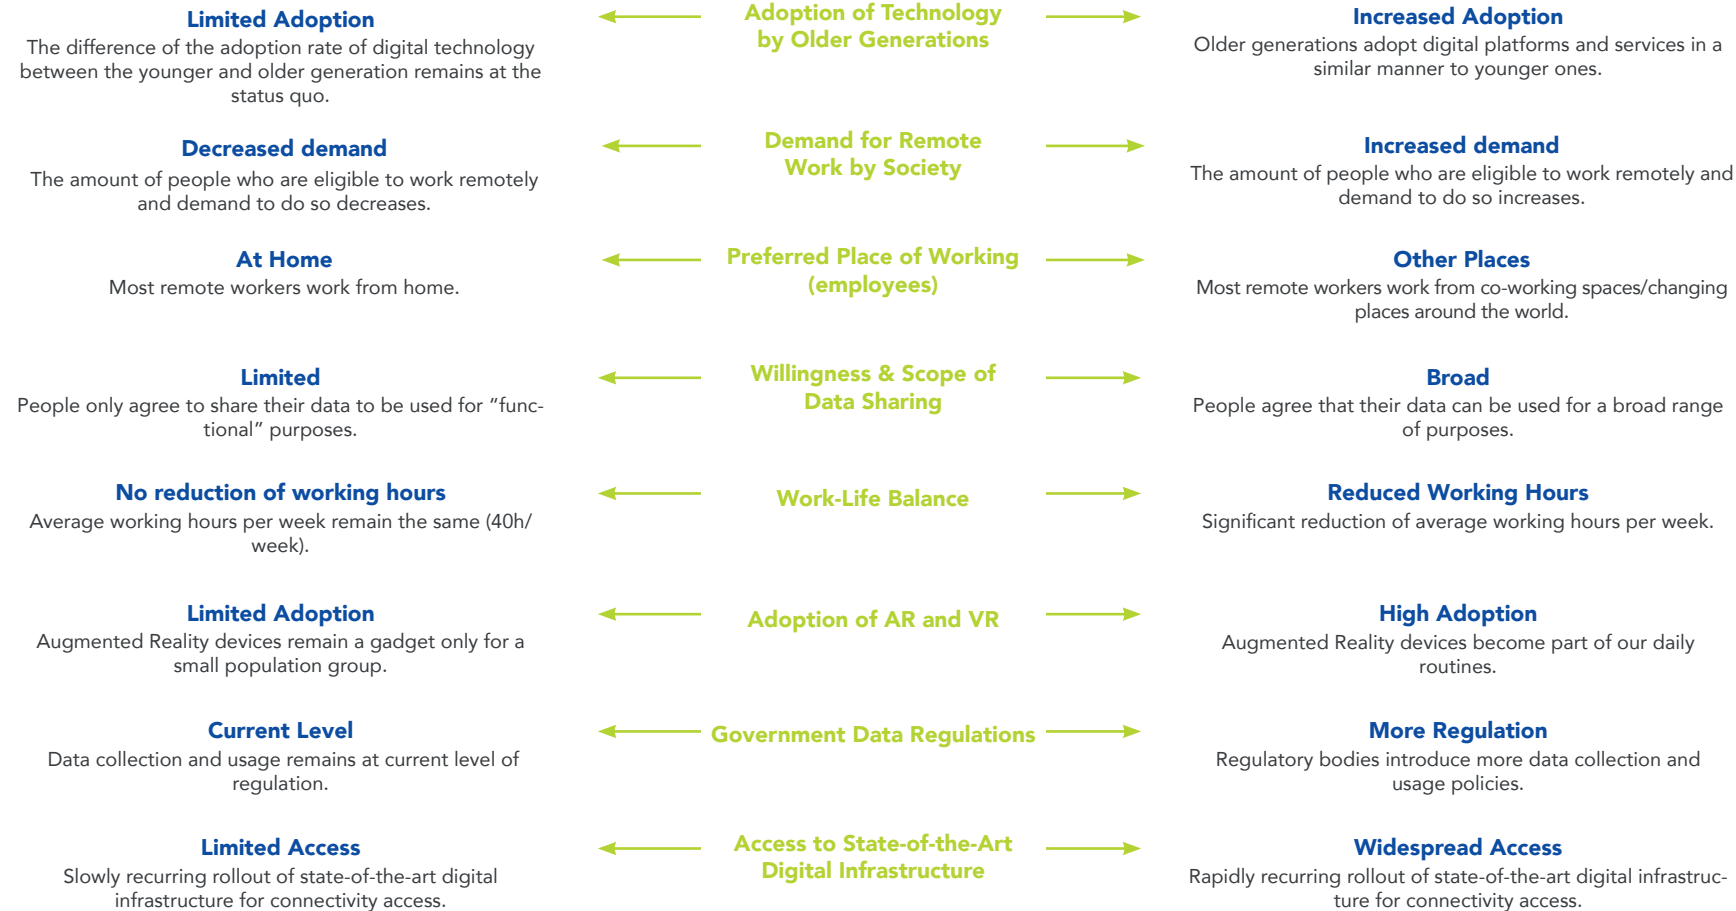 Limited Adoption
The difference of the adoption rate of digital technology
between the younger and older generation remains at the
status quo.
Adoption of Technology
by Older Generations
Increased Adoption
Older generations adopt digital platforms and services in a
similar manner to younger ones.
Decreased demand
The amount of people who are eligible to work remotely
and demand to do so decreases.
Demand for Remote
Work by Society
Increased demand
The amount of people who are eligible to work remotely and
demand to do so increases.
At Home
Most remote workers work from home.
Preferred Place of Working
(employees)
Other Places
Most remote workers work from co-working spaces/changing
places around the world.
Limited
People only agree to share their data to be used for “func-
tional” purposes.
Willingness & Scope of
Data Sharing
Broad
People agree that their data can be used for a broad range
of purposes.
No reduction of working hours
Average working hours per week remain the same (40h/
week).
Work-Life Balance
Reduced Working Hours
Significant reduction of average working hours per week.
Limited Adoption
Augmented Reality devices remain a gadget only for a
small population group.
Adoption of AR and VR
High Adoption
Augmented Reality devices become part of our daily
routines.
Current Level
Data collection and usage remains at current level of
regulation.
Government Data Regulations
More Regulation
Regulatory bodies introduce more data collection and
usage policies.
Limited Access
Slowly recurring rollout of state-of-the-art digital
infrastructure for connectivity access.
Access to State-of-the-Art
Digital Infrastructure
Widespread Access
Rapidly recurring rollout of state-of-the-art digital infrastruc-
ture for connectivity access.